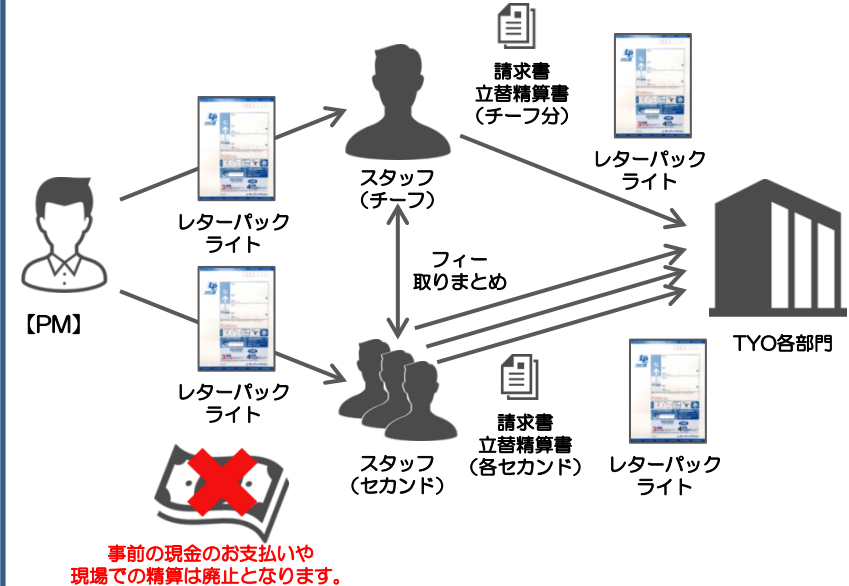 請求書
立替精算書
（チーフ分）
レターパック
ライト
スタッフ
（チーフ）
レターパック
ライト
フィー
取りまとめ
【PM】
TYO各部門
レターパック
ライト
請求書
立替精算書
（各セカンド）
スタッフ
（セカンド）
レターパック
ライト
事前の現金のお支払いや
現場での精算は廃止となります。